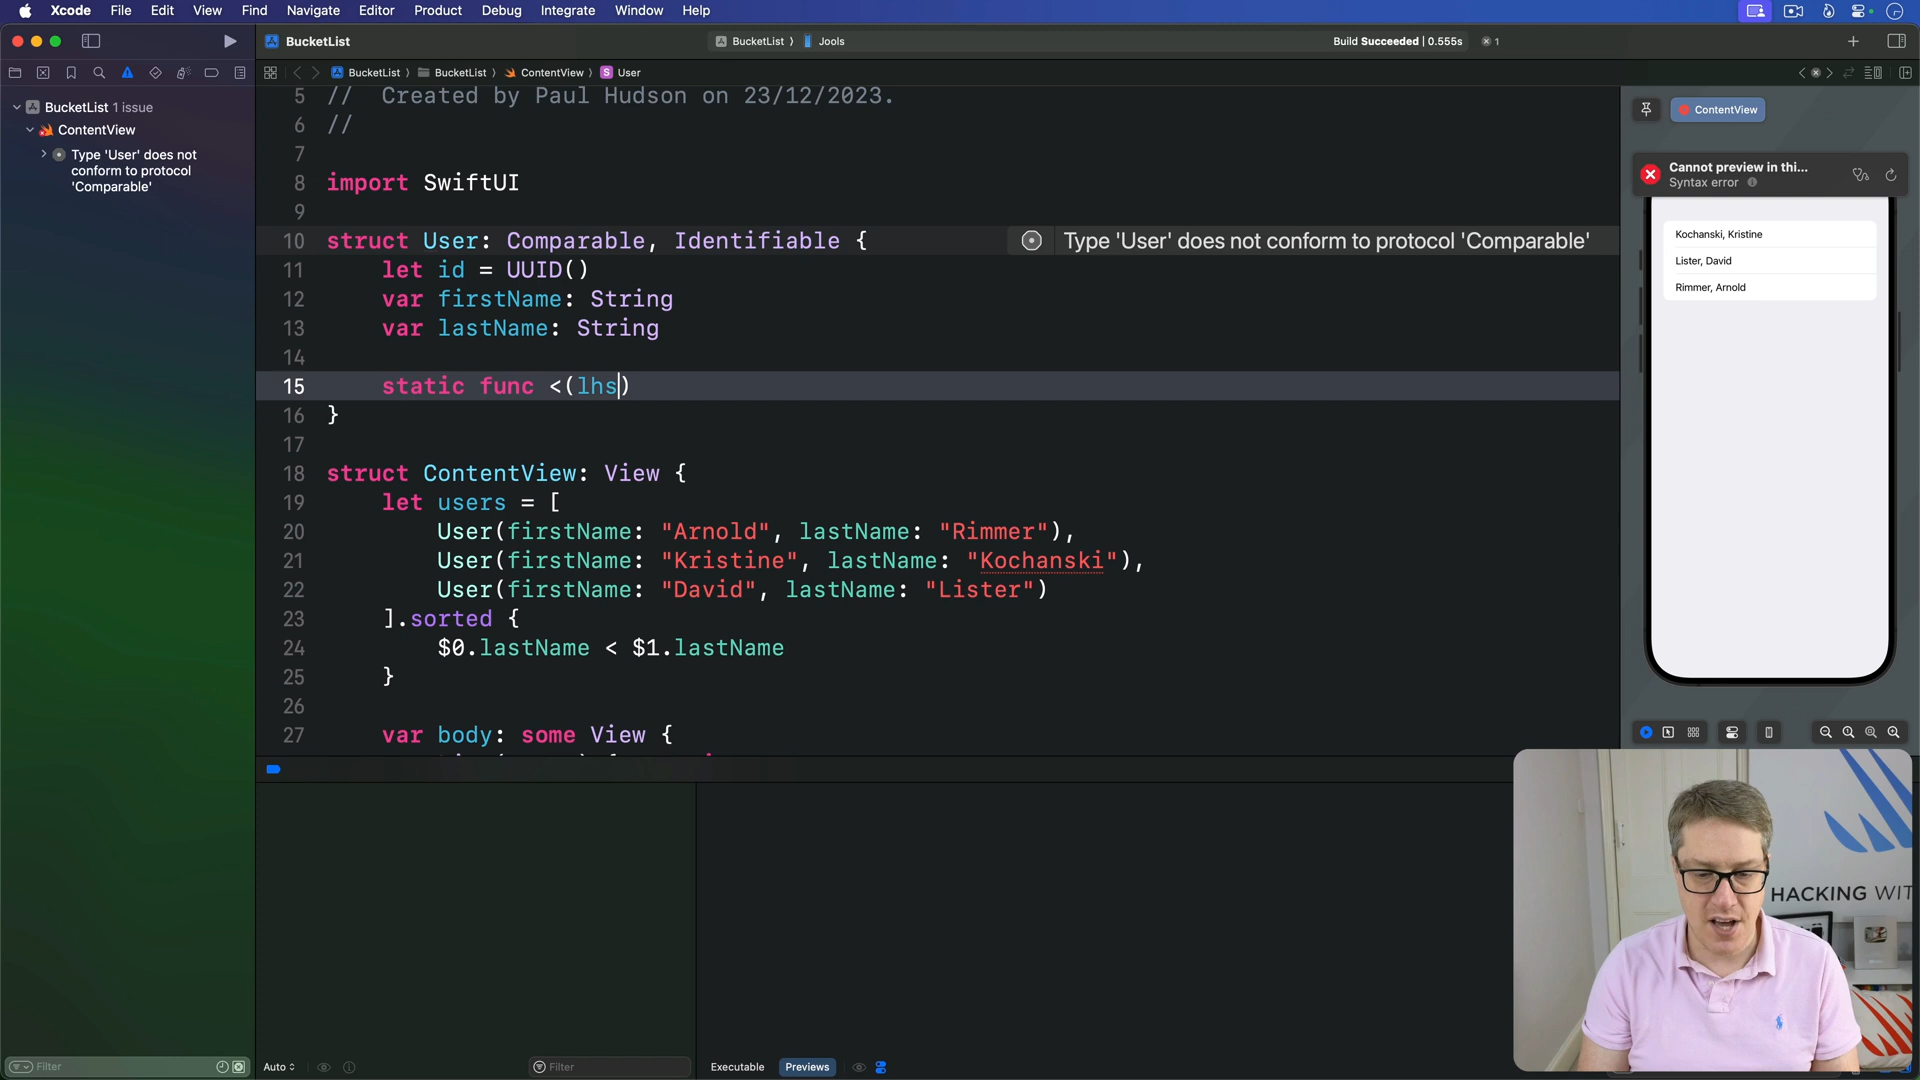 Xcode File Edit View Find Navigate Editor Product Debug Integrate Window Help
BucketList
BucketList 〉 Jools
Build Succeeded | 0.555s
1
BucketList 〉 BucketList 〉 ContentView 〉 S User
BucketList 1 issue
ContentView
Type 'User' does not
conform to protocol
'Comparable'
5 //  Created by Paul Hudson on 23/12/2023.
6 //
7
8 import SwiftUI
9
10 struct User: Comparable, Identifiable {
Type 'User' does not conform to protocol 'Comparable'
11     let id = UUID()
12     var firstName: String
13     var lastName: String
14
15     static func <(lhs)
16 }
17
18 struct ContentView: View {
19     let users = [
20         User(firstName: "Arnold", lastName: "Rimmer"),
21         User(firstName: "Kristine", lastName: "Kochanski"),
22         User(firstName: "David", lastName: "Lister")
23     ].sorted {
24         $0.lastName < $1.lastName
25     }
26
27     var body: some View {
ContentView
Cannot preview in thi...
Syntax error
Kochanski, Kristine
Lister, David
Rimmer, Arnold
HACKING WIT
Filter
Auto
Filter
Executable
Previews